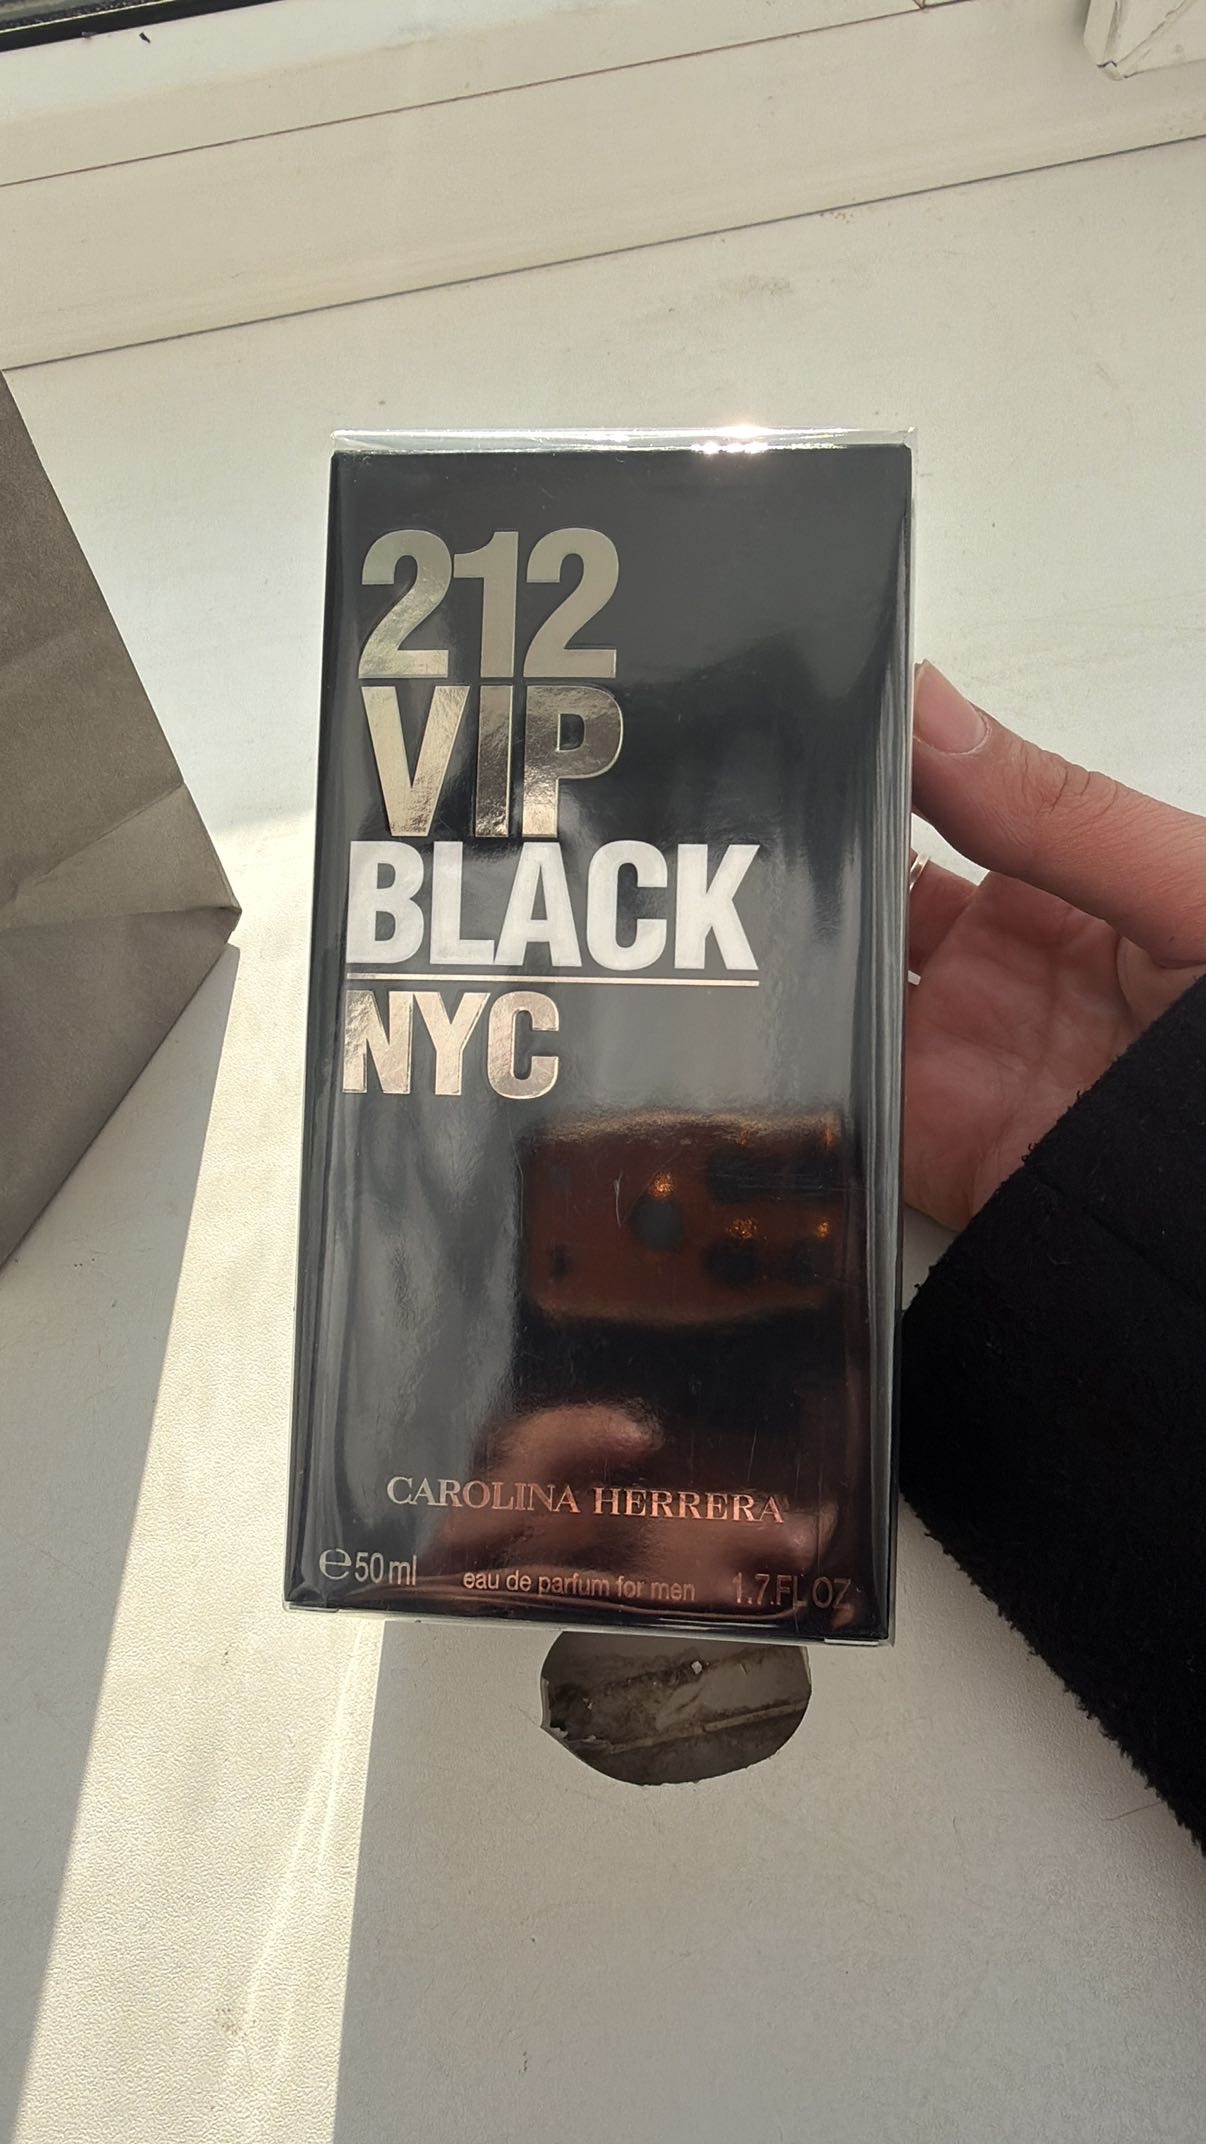 212
VIP
BLACK
NYC
CAROLINA HERRERA
℮50ml eau de parfum for men 1.7.FL OZ